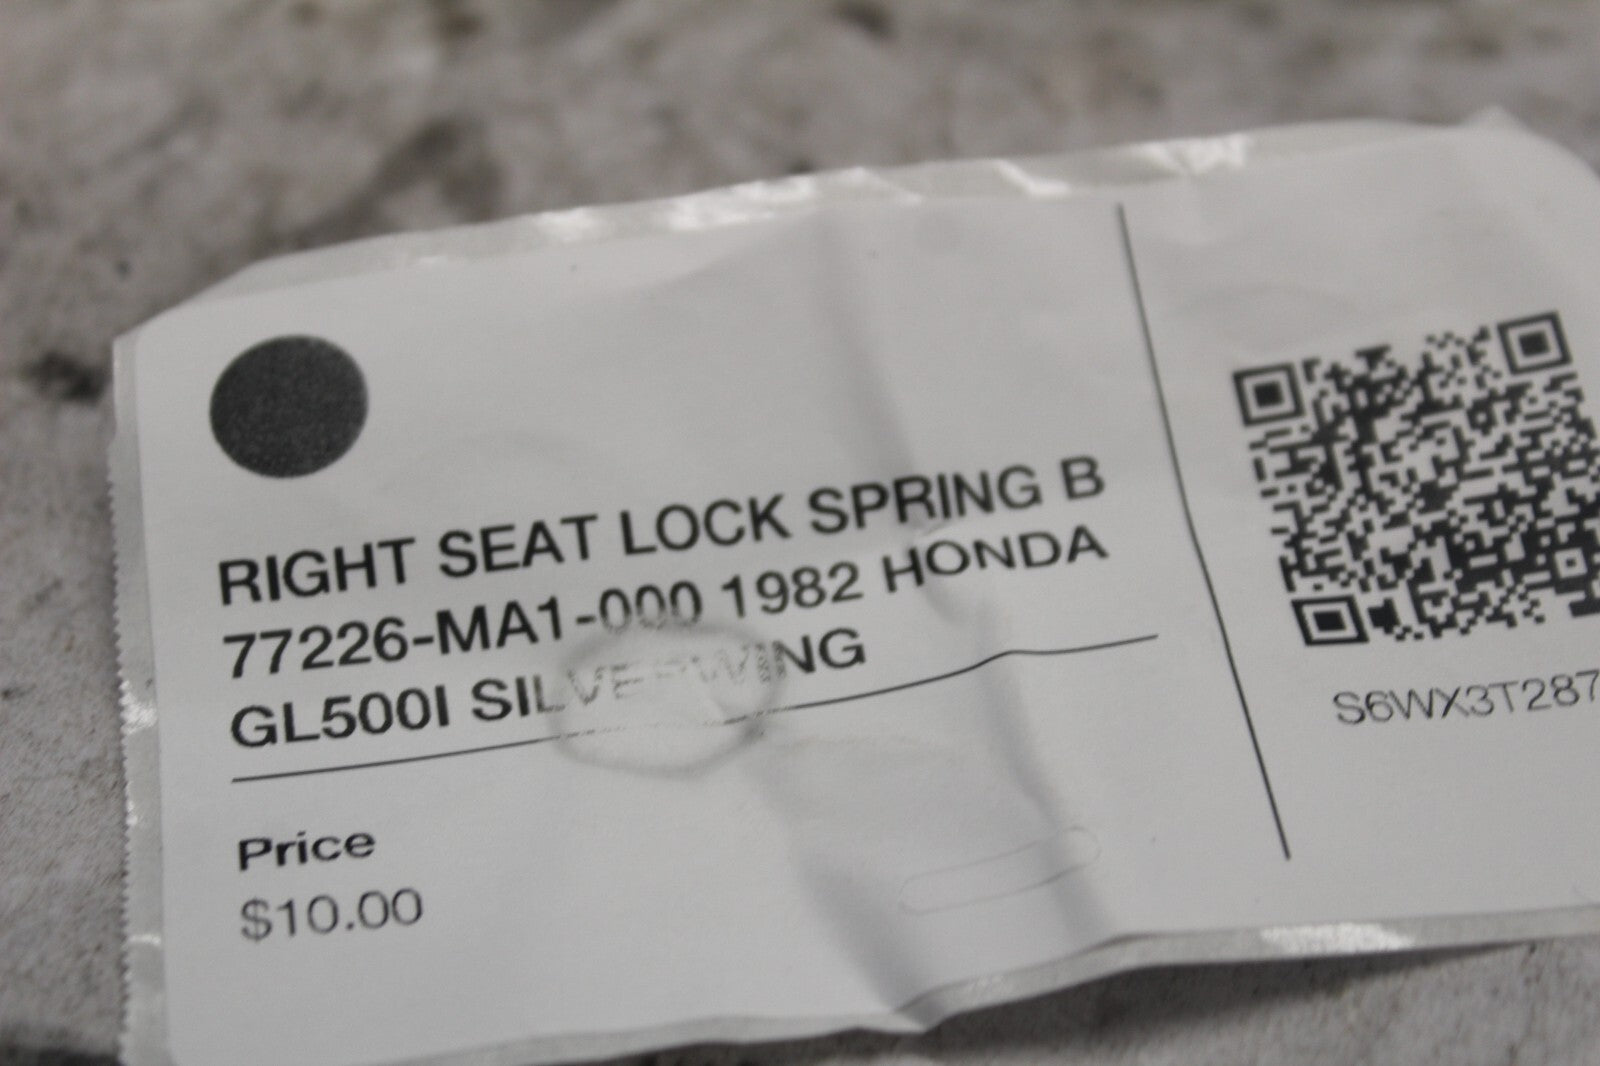 RIGHT SEAT LOCK SPRING B
77226-MA1-000 1982 HONDA
GL500I SILVERWING
Price
$10.00
S6WX3T287